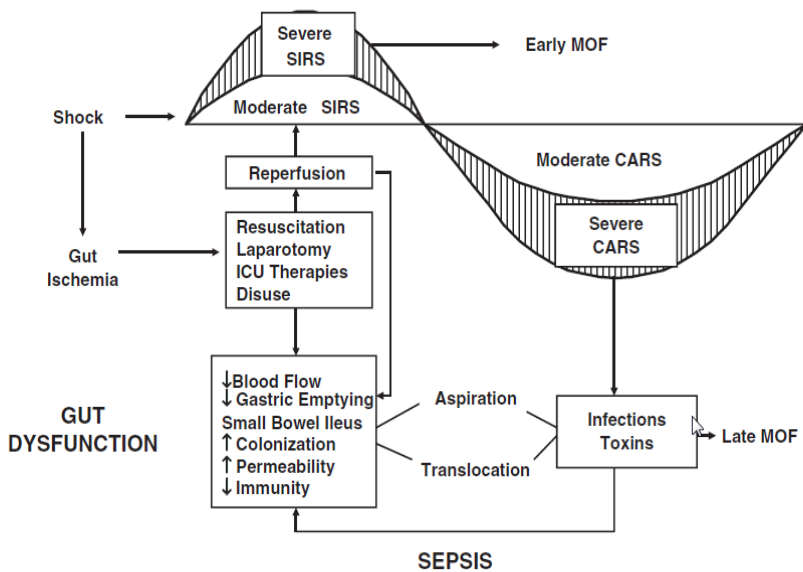 Severe
SIRS
Early MOF
Moderate SIRS
Shock
Moderate CARS
Reperfusion
Severe
CARS
Resuscitation
Laparotomy
ICU Therapies
Disuse
Gut
Ischemia
↓Blood Flow
↓ Gastric Emptying
Small Bowel Ileus
↑ Colonization
↑ Permeability
↓ Immunity
GUT
DYSFUNCTION
Aspiration
Translocation
Infections
Toxins
Late MOF
SEPSIS